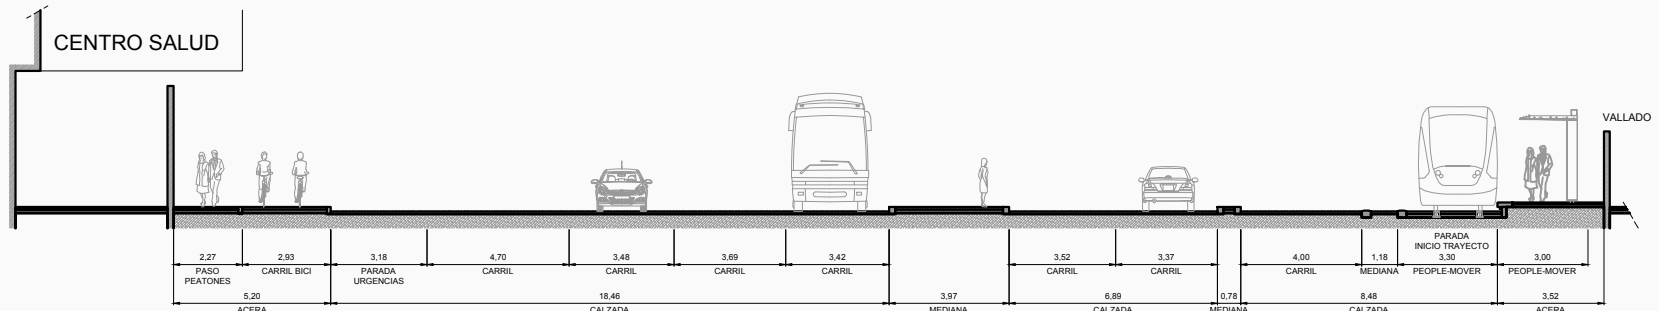 CENTRO SALUD
VALLADO
PARADA
INICIO TRAYECTO
2,27
2,93
3,18
4,70
3,48
3,69
3,42
3,52
3,37
4,00
1,18
3,30
3,00
PASO
PEATONES
CARRIL BICI
PARADA
URGENCIAS
CARRIL
CARRIL
CARRIL
CARRIL
CARRIL
CARRIL
CARRIL
MEDIANA
PEOPLE-MOVER
PEOPLE-MOVER
5,20
18,46
3,97
6,89
0,78
8,48
3,52
ACERA
CALZADA
MEDIANA
CALZADA
MEDIANA
CALZADA
ACERA